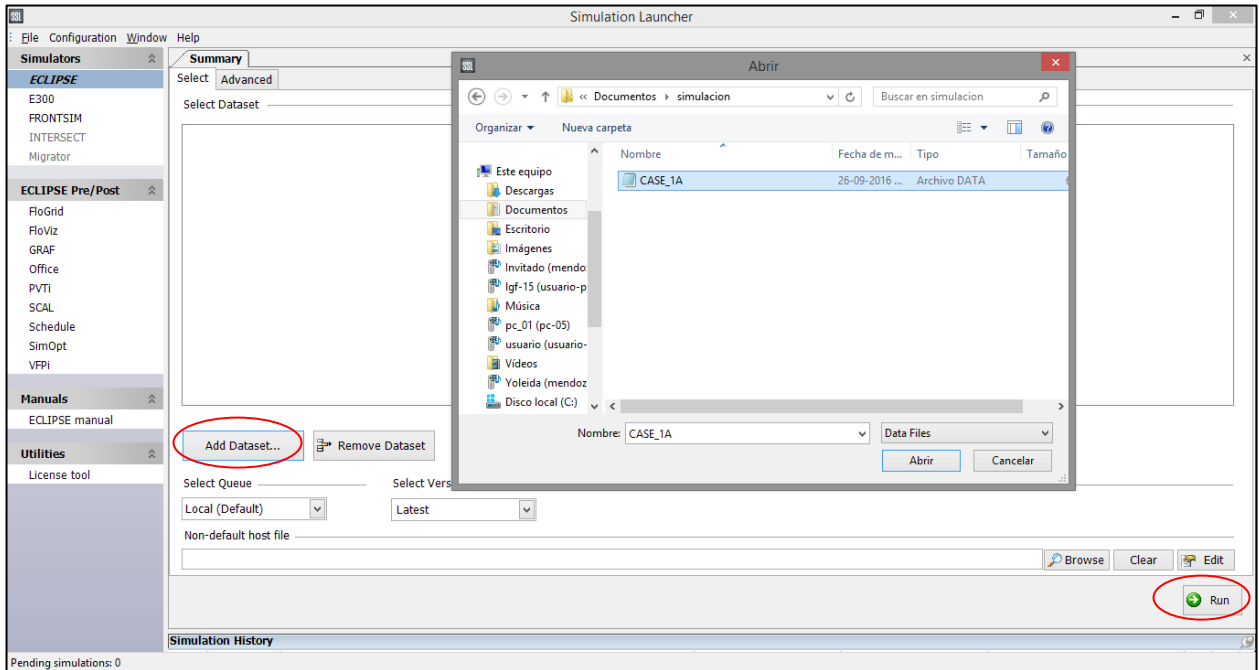 SSL
Simulation Launcher
File Configuration Window Help
Simulators
ECLIPSE
E300
FRONTSIM
INTERSECT
Migrator
ECLIPSE Pre/Post
FloGrid
FloViz
GRAF
Office
PVTi
SCAL
Schedule
SimOpt
VFPi
Manuals
ECLIPSE manual
Utilities
License tool
Summary
Select Advanced
Select Dataset
Add Dataset...
Remove Dataset
Select Queue
Select Vers
Local (Default)
Latest
Non-default host file
Browse Clear Edit
Run
Simulation History
Pending simulations: 0
SSL
Abrir
« Documentos simulacion
Buscar en simulacion
Organizar
Nueva carpeta
Este equipo
Descargas
Documentos
Escritorio
Imágenes
Invitado (mendo
lgf-15 (usuario-p
Música
pc_01 (pc-05)
usuario (usuario-
Vídeos
Yoleida (mendoz
Disco local (C:)
Nombre Fecha de m... Tipo Tamaño
CASE_1A 26-09-2016 ... Archivo DATA
Nombre: CASE_1A
Data Files
Abrir Cancelar